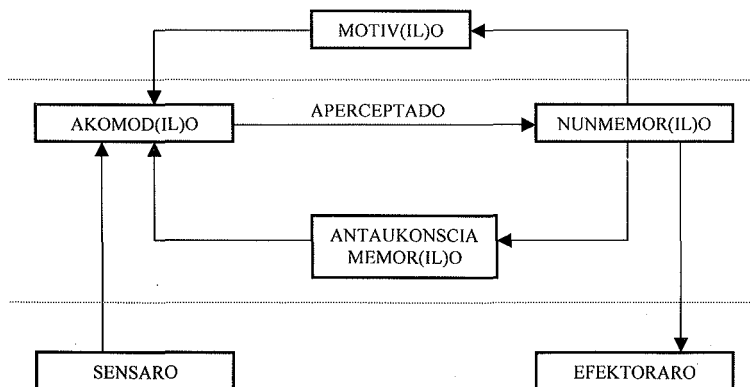 MOTIV(IL)O
AKOMOD(IL)O
APERCEPTADO
NUNMEMOR(IL)O
ANTAUKONSCIA
MEMOR(IL)O
SENSARO
EFEKTORARO